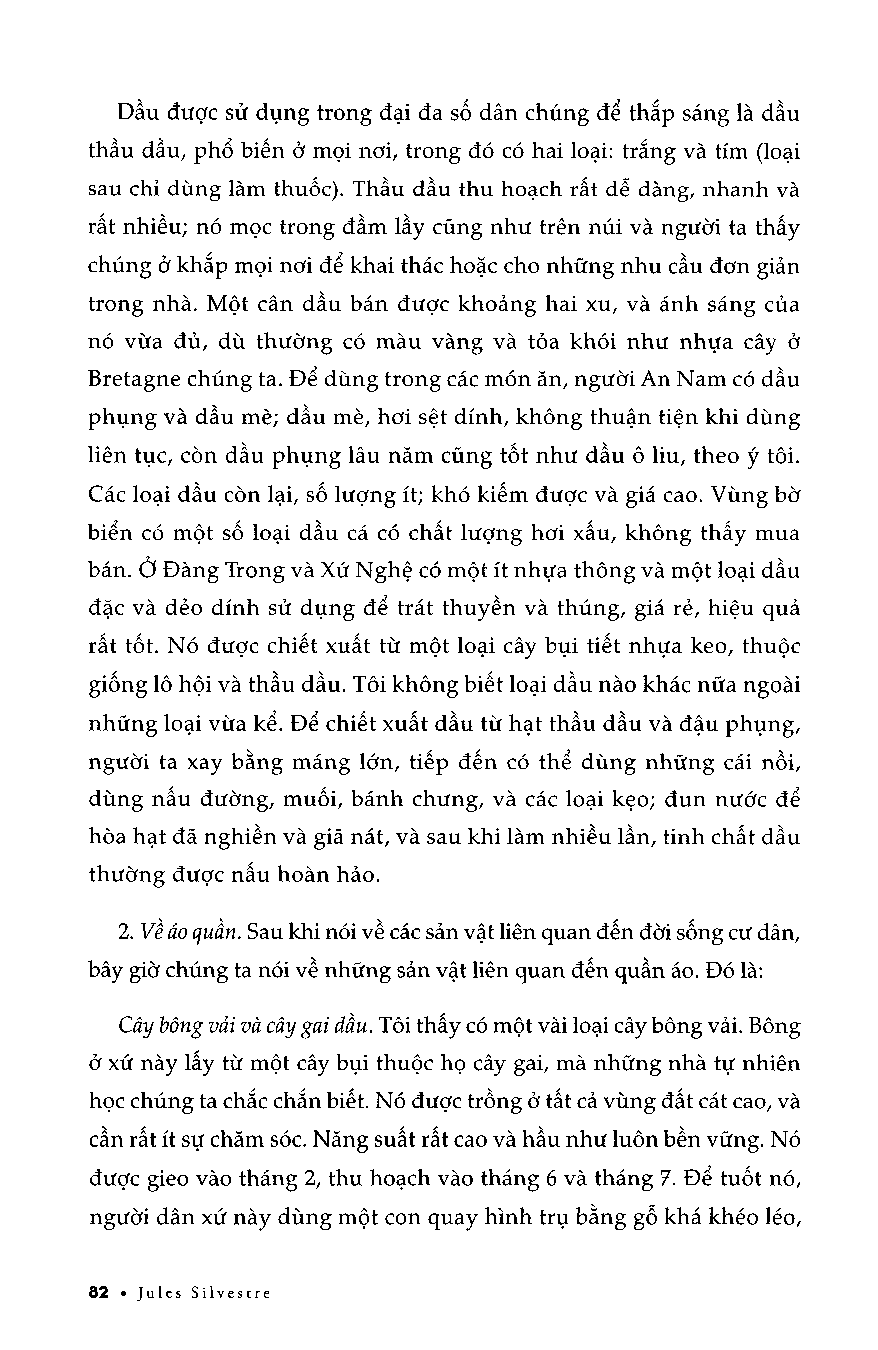 Dầu được sử dụng trong đại đa số dân chúng để thắp sáng là dầu
thầu dầu, phổ biến ở mọi nơi, trong đó có hai loại: trắng và tím (loại
sau chỉ dùng làm thuốc). Thầu dầu thu hoạch rất dễ dàng, nhanh và
rất nhiều; nó mọc trong đầm lầy cũng như trên núi và người ta thấy
chúng ở khắp mọi nơi để khai thác hoặc cho những nhu cầu đơn giản
trong nhà. Một cân dầu bán được khoảng hai xu, và ánh sáng của
nó vừa đủ, dù thường có màu vàng và tỏa khói như nhựa cây ở
Bretagne chúng ta. Để dùng trong các món ăn, người An Nam có dầu
phụng và dầu mè; dầu mè, hơi sệt dính, không thuận tiện khi dùng
liên tục, còn dầu phụng lâu năm cũng tốt như dầu ô liu, theo ý tôi.
Các loại dầu còn lại, số lượng ít; khó kiếm được và giá cao. Vùng bờ
biển có một số loại dầu cá có chất lượng hơi xấu, không thấy mua
bán. Ở Đàng Trong và Xứ Nghệ có một ít nhựa thông và một loại dầu
đặc và dẻo dính sử dụng để trát thuyền và thúng, giá rẻ, hiệu quả
rất tốt. Nó được chiết xuất từ một loại cây bụi tiết nhựa keo, thuộc
giống lô hội và thầu dầu. Tôi không biết loại dầu nào khác nữa ngoài
những loại vừa kể. Để chiết xuất dầu từ hạt thầu dầu và đậu phụng,
người ta xay bằng máng lớn, tiếp đến có thể dùng những cái nồi,
dùng nấu đường, muối, bánh chưng, và các loại kẹo; đun nước để
hòa hạt đã nghiền và giã nát, và sau khi làm nhiều lần, tinh chất dầu
thường được nấu hoàn hảo.
2. Về áo quần. Sau khi nói về các sản vật liên quan đến đời sống cư dân,
bây giờ chúng ta nói về những sản vật liên quan đến quần áo. Đó là:
Cây bông vải và cây gai dầu. Tôi thấy có một vài loại cây bông vải. Bông
ở xứ này lấy từ một cây bụi thuộc họ cây gai, mà những nhà tự nhiên
học chúng ta chắc chắn biết. Nó được trồng ở tất cả vùng đất cát cao, và
cần rất ít sự chăm sóc. Năng suất rất cao và hầu như luôn bền vững. Nó
được gieo vào tháng 2, thu hoạch vào tháng 6 và tháng 7. Để tuốt nó,
người dân xứ này dùng một con quay hình trụ bằng gỗ khá khéo léo,
82 • Jules Silvestre